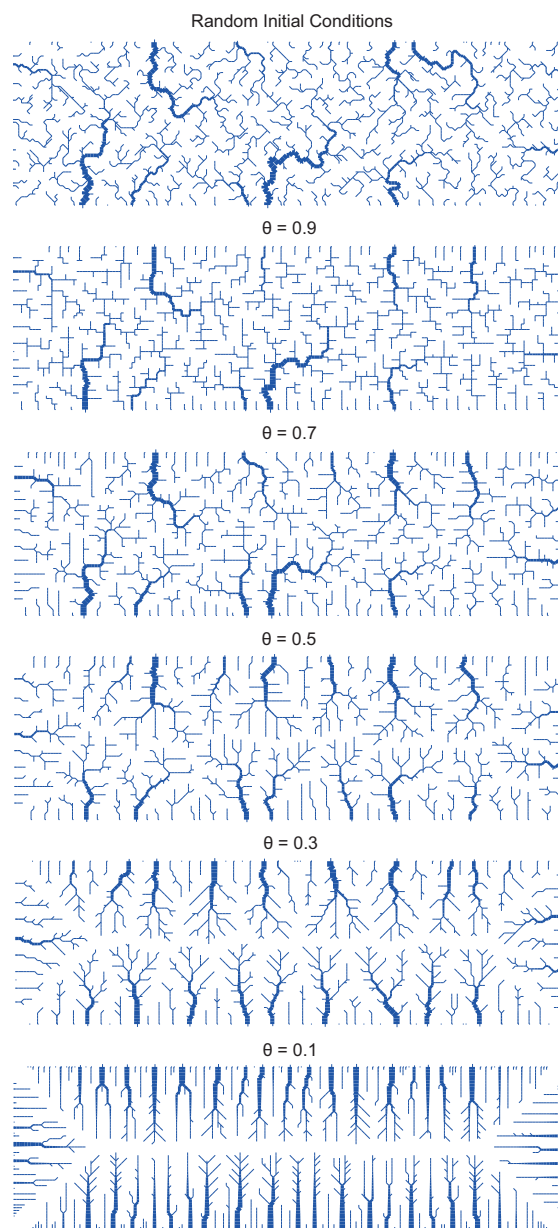 Random Initial Conditions
θ = 0.9
θ = 0.7
θ = 0.5
θ = 0.3
θ = 0.1